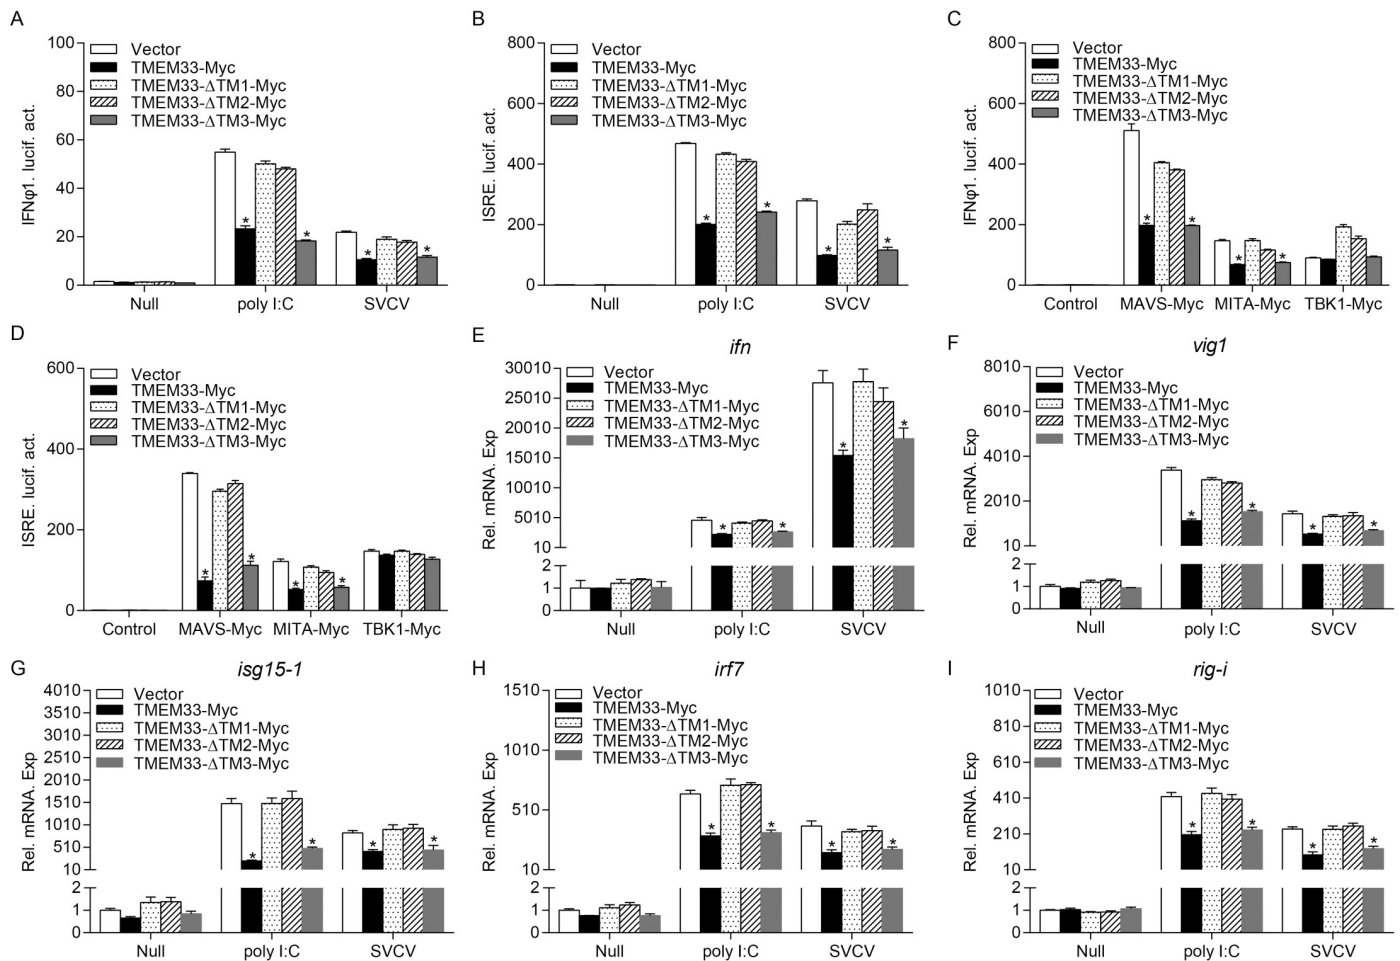 A
IFNφ1. lucif. act.
100
80
60
40
20
0
Vector
TMEM33-Myc
TMEM33-ΔTM1-Myc
TMEM33-ΔTM2-Myc
TMEM33-ΔTM3-Myc
* * * *
Null poly I:C SVCV
B
ISRE. lucif. act.
800
600
400
200
0
Vector
TMEM33-Myc
TMEM33-ΔTM1-Myc
TMEM33-ΔTM2-Myc
TMEM33-ΔTM3-Myc
* * * *
Null poly I:C SVCV
C
IFNφ1. lucif. act.
800
600
400
200
0
Vector
TMEM33-Myc
TMEM33-ΔTM1-Myc
TMEM33-ΔTM2-Myc
TMEM33-ΔTM3-Myc
* * * *
Control MAVS-Myc MITA-Myc TBK1-Myc
D
ISRE. lucif. act.
600
400
200
0
Vector
TMEM33-Myc
TMEM33-ΔTM1-Myc
TMEM33-ΔTM2-Myc
TMEM33-ΔTM3-Myc
* * * *
Control MAVS-Myc MITA-Myc TBK1-Myc
E
ifn
Rel. mRNA. Exp
30010
25010
20010
15010
10010
5010
10
2
1
0
Vector
TMEM33-Myc
TMEM33-ΔTM1-Myc
TMEM33-ΔTM2-Myc
TMEM33-ΔTM3-Myc
* * * *
Null poly I:C SVCV
F
vig1
Rel. mRNA. Exp
8010
6010
4010
2010
10
2
1
0
Vector
TMEM33-Myc
TMEM33-ΔTM1-Myc
TMEM33-ΔTM2-Myc
TMEM33-ΔTM3-Myc
* * * *
Null poly I:C SVCV
G
isg15-1
Rel. mRNA. Exp
4010
3510
3010
2510
2010
1510
1010
510
10
2
1
0
Vector
TMEM33-Myc
TMEM33-ΔTM1-Myc
TMEM33-ΔTM2-Myc
TMEM33-ΔTM3-Myc
* * * *
Null poly I:C SVCV
H
irf7
Rel. mRNA. Exp
1510
1010
510
10
2
1
0
Vector
TMEM33-Myc
TMEM33-ΔTM1-Myc
TMEM33-ΔTM2-Myc
TMEM33-ΔTM3-Myc
* * * *
Null poly I:C SVCV
I
rig-i
Rel. mRNA. Exp
1010
810
610
410
210
10
2
1
0
Vector
TMEM33-Myc
TMEM33-ΔTM1-Myc
TMEM33-ΔTM2-Myc
TMEM33-ΔTM3-Myc
* * * *
Null poly I:C SVCV